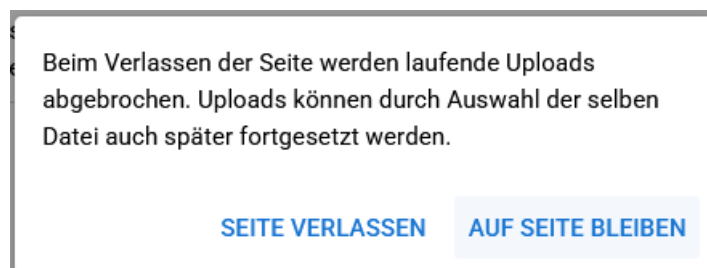 Beim Verlassen der Seite werden laufende Uploads
abgebrochen. Uploads können durch Auswahl der selben
Datei auch später fortgesetzt werden.
SEITE VERLASSEN AUF SEITE BLEIBEN